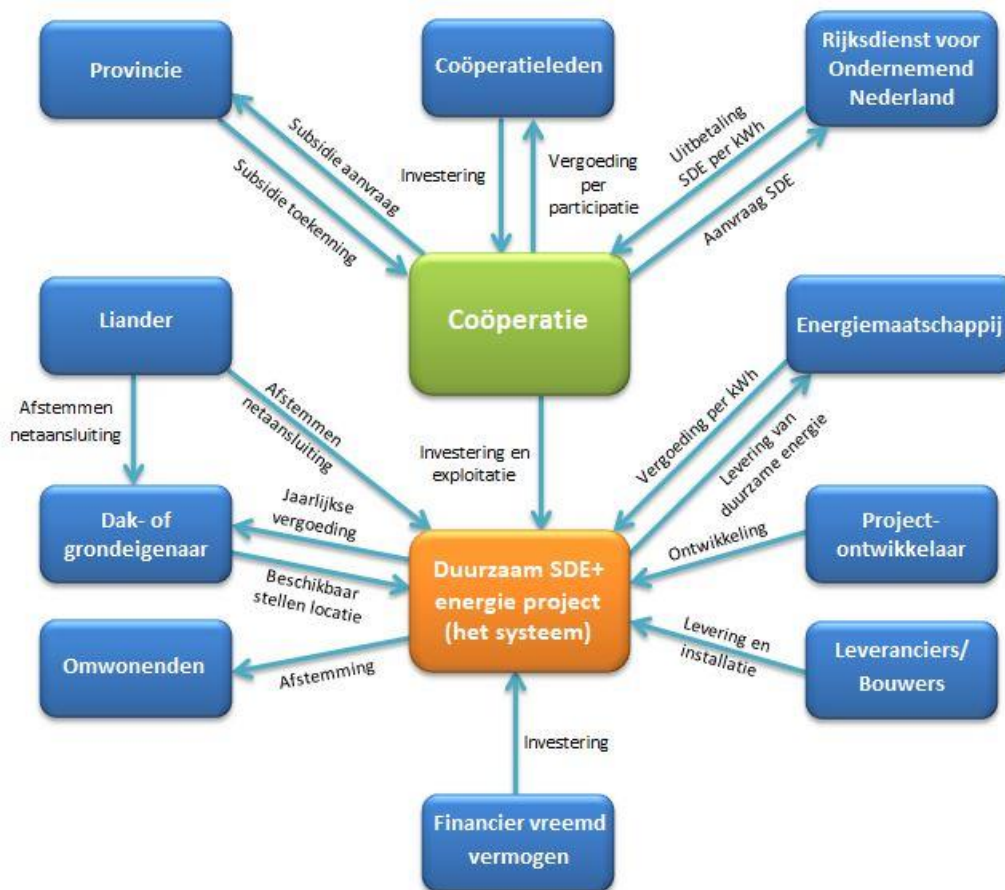 Provincie
Coöperatieleden
Rijksdienst voor
Ondernemend
Nederland
Subsidie aanvraag
Subsidie toekenning
Investering
Vergoeding
per
participatie
Uitbetaling
SDE per kWh
Aanvraag SDE
Liander
Coöperatie
Energiemaatschappij
Afstemmen
netaansluiting
Afstemmen
netaansluiting
Investering en
exploitatie
Vergoeding per kWh
Levering van
duurzame energie
Dak- of
grondeigenaar
Jaarlijkse
vergoeding
Beschikbaar
stellen locatie
Duurzaam SDE+
energie project
(het systeem)
Ontwikkeling
Project-
ontwikkelaar
Omwonenden
Afstemming
Levering en
installatie
Leveranciers/
Bouwers
Investering
Financier vreemd
vermogen